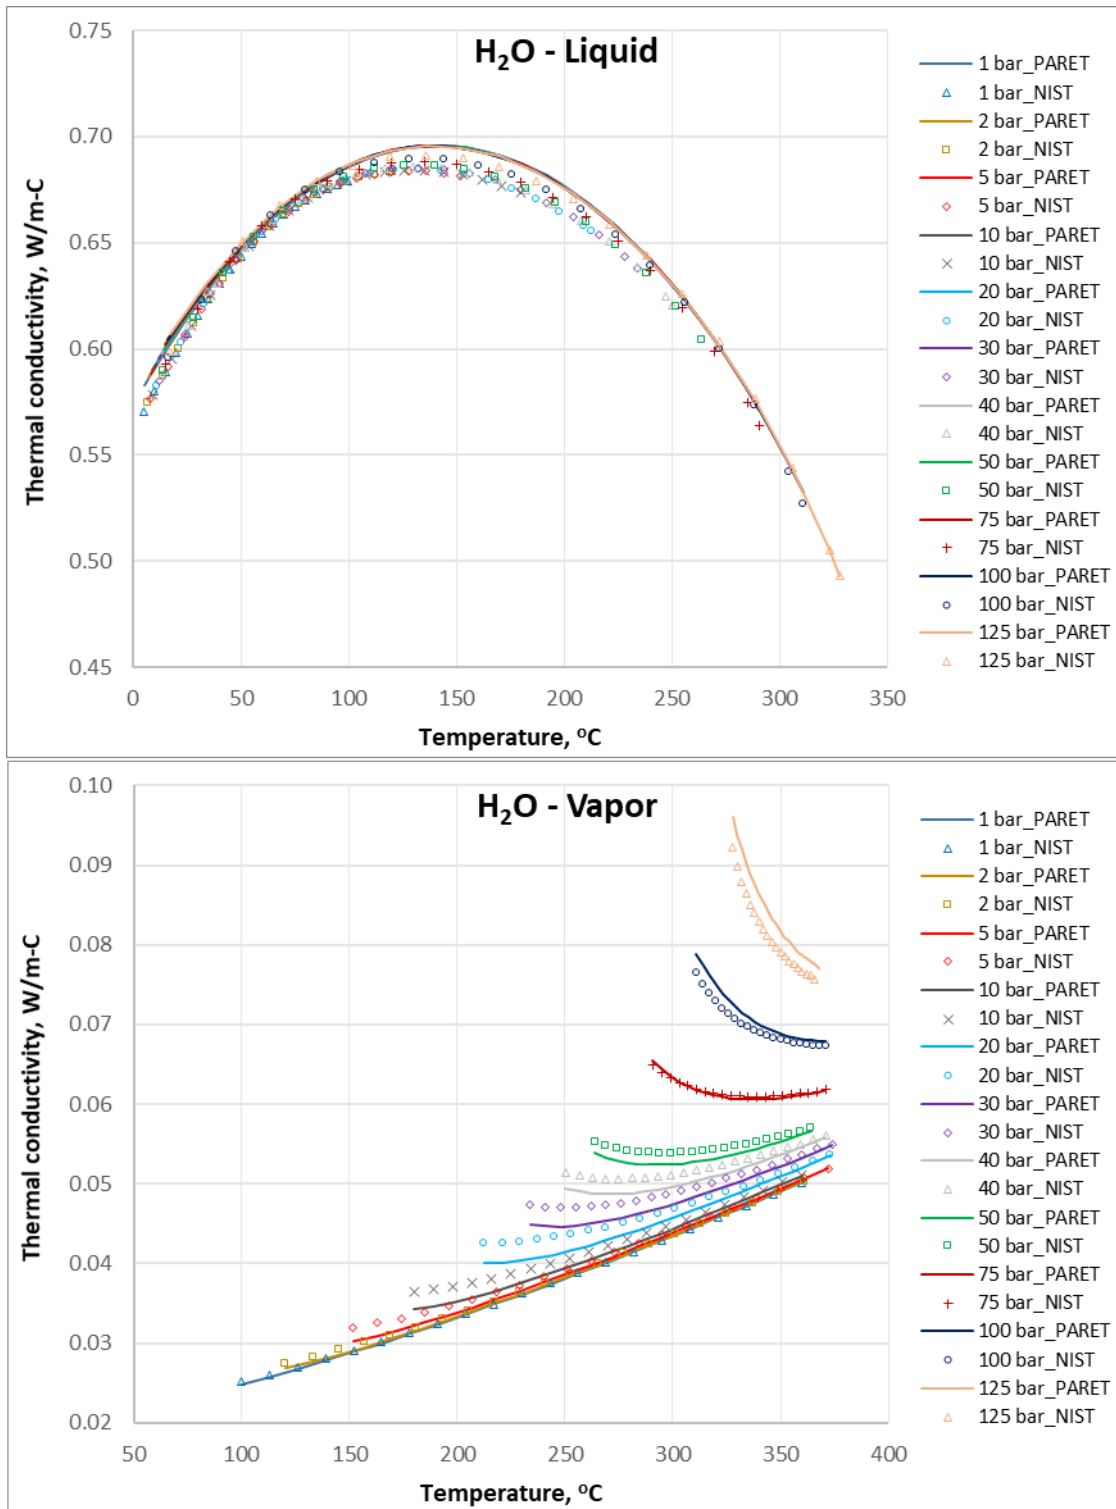 H₂O - Liquid
Thermal conductivity, W/m-C
0.75
0.70
0.65
0.60
0.55
0.50
0.45
0
50
100
150
200
250
300
350
Temperature, ᴼC
1 bar_PARET
1 bar_NIST
2 bar_PARET
2 bar_NIST
5 bar_PARET
5 bar_NIST
10 bar_PARET
10 bar_NIST
20 bar_PARET
20 bar_NIST
30 bar_PARET
30 bar_NIST
40 bar_PARET
40 bar_NIST
50 bar_PARET
50 bar_NIST
75 bar_PARET
75 bar_NIST
100 bar_PARET
100 bar_NIST
125 bar_PARET
125 bar_NIST
H₂O - Vapor
Thermal conductivity, W/m-C
0.10
0.09
0.08
0.07
0.06
0.05
0.04
0.03
0.02
50
100
150
200
250
300
350
400
Temperature, ᴼC
1 bar_PARET
1 bar_NIST
2 bar_PARET
2 bar_NIST
5 bar_PARET
5 bar_NIST
10 bar_PARET
10 bar_NIST
20 bar_PARET
20 bar_NIST
30 bar_PARET
30 bar_NIST
40 bar_PARET
40 bar_NIST
50 bar_PARET
50 bar_NIST
75 bar_PARET
75 bar_NIST
100 bar_PARET
100 bar_NIST
125 bar_PARET
125 bar_NIST